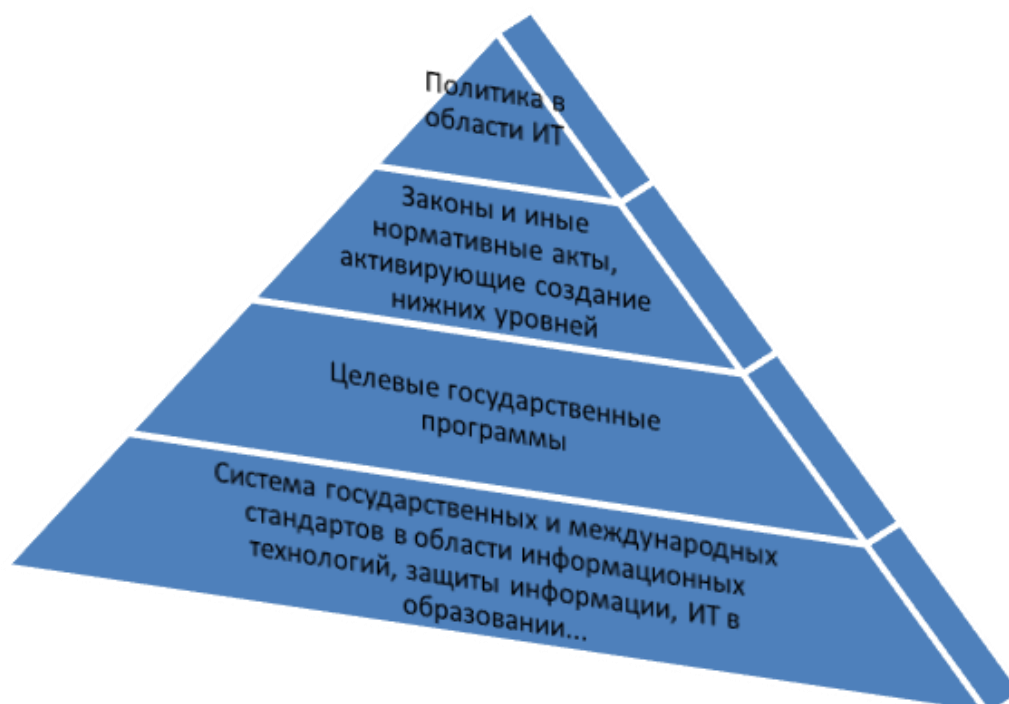 Политика в
области ИТ
Законы и иные
нормативные акты,
активирующие создание
нижних уровней
Целевые государственные
программы
Система государственных и международных
стандартов в области информационных
технологий, защиты информации, ИТ в
образовании...